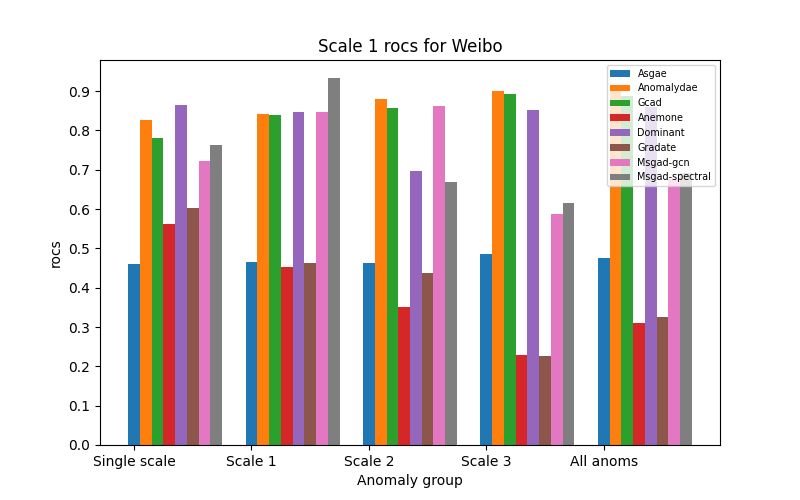 Scale 1 rocs for Weibo
Asgae
Anomalydae
Gcad
Anemone
Dominant
Gradate
Msgad-gcn
Msgad-spectral
rocs
0.9
0.8
0.7
0.6
0.5
0.4
0.3
0.2
0.1
0.0
Single scale Scale 1 Scale 2 Scale 3 All anoms
Anomaly group